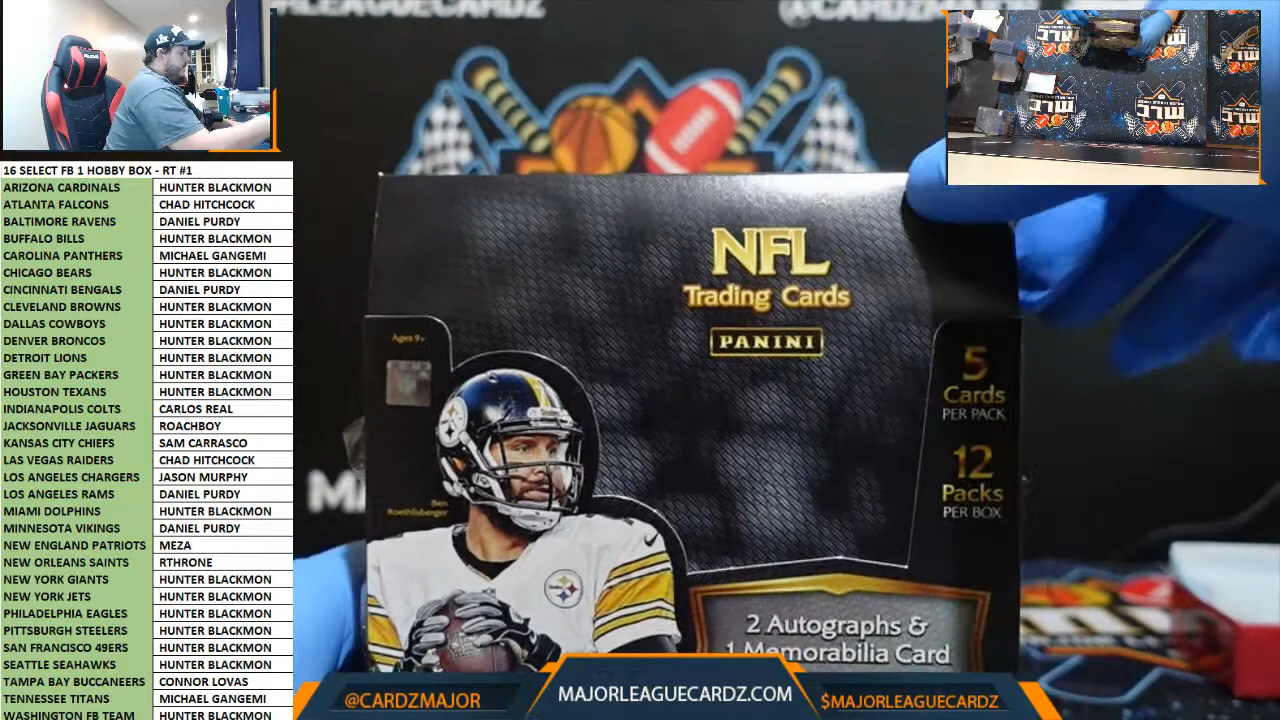 16 SELECT FB 1 HOBBY BOX - RT #1
ARIZONA CARDINALS HUNTER BLACKMON
ATLANTA FALCONS CHAD HITCHCOCK
BALTIMORE RAVENS DANIEL PURDY
BUFFALO BILLS HUNTER BLACKMON
CAROLINA PANTHERS MICHAEL GANGEMI
CHICAGO BEARS HUNTER BLACKMON
CINCINNATI BENGALS DANIEL PURDY
CLEVELAND BROWNS HUNTER BLACKMON
DALLAS COWBOYS HUNTER BLACKMON
DENVER BRONCOS HUNTER BLACKMON
DETROIT LIONS HUNTER BLACKMON
GREEN BAY PACKERS HUNTER BLACKMON
HOUSTON TEXANS HUNTER BLACKMON
INDIANAPOLIS COLTS CARLOS REAL
JACKSONVILLE JAGUARS ROACHBOY
KANSAS CITY CHIEFS SAM CARRASCO
LAS VEGAS RAIDERS CHAD HITCHCOCK
LOS ANGELES CHARGERS JASON MURPHY
LOS ANGELES RAMS DANIEL PURDY
MIAMI DOLPHINS HUNTER BLACKMON
MINNESOTA VIKINGS DANIEL PURDY
NEW ENGLAND PATRIOTS MEZA
NEW ORLEANS SAINTS RTHRONE
NEW YORK GIANTS HUNTER BLACKMON
NEW YORK JETS HUNTER BLACKMON
PHILADELPHIA EAGLES HUNTER BLACKMON
PITTSBURGH STEELERS HUNTER BLACKMON
SAN FRANCISCO 49ERS HUNTER BLACKMON
SEATTLE SEAHAWKS HUNTER BLACKMON
TAMPA BAY BUCCANEERS CONNOR LOVAS
TENNESSEE TITANS MICHAEL GANGEMI
WASHINGTON FB TEAM HUNTER BLACKMON
NFL
Trading Cards
PANINI
Ages 9+
5
Cards
PER PACK
12
Packs
PER BOX
Ben
Roethlisberger
2 Autographs &
1 Memorabilia Card
@CARDZMAJOR
MAJORLEAGUECARDZ.COM
$MAJORLEAGUECARDZ